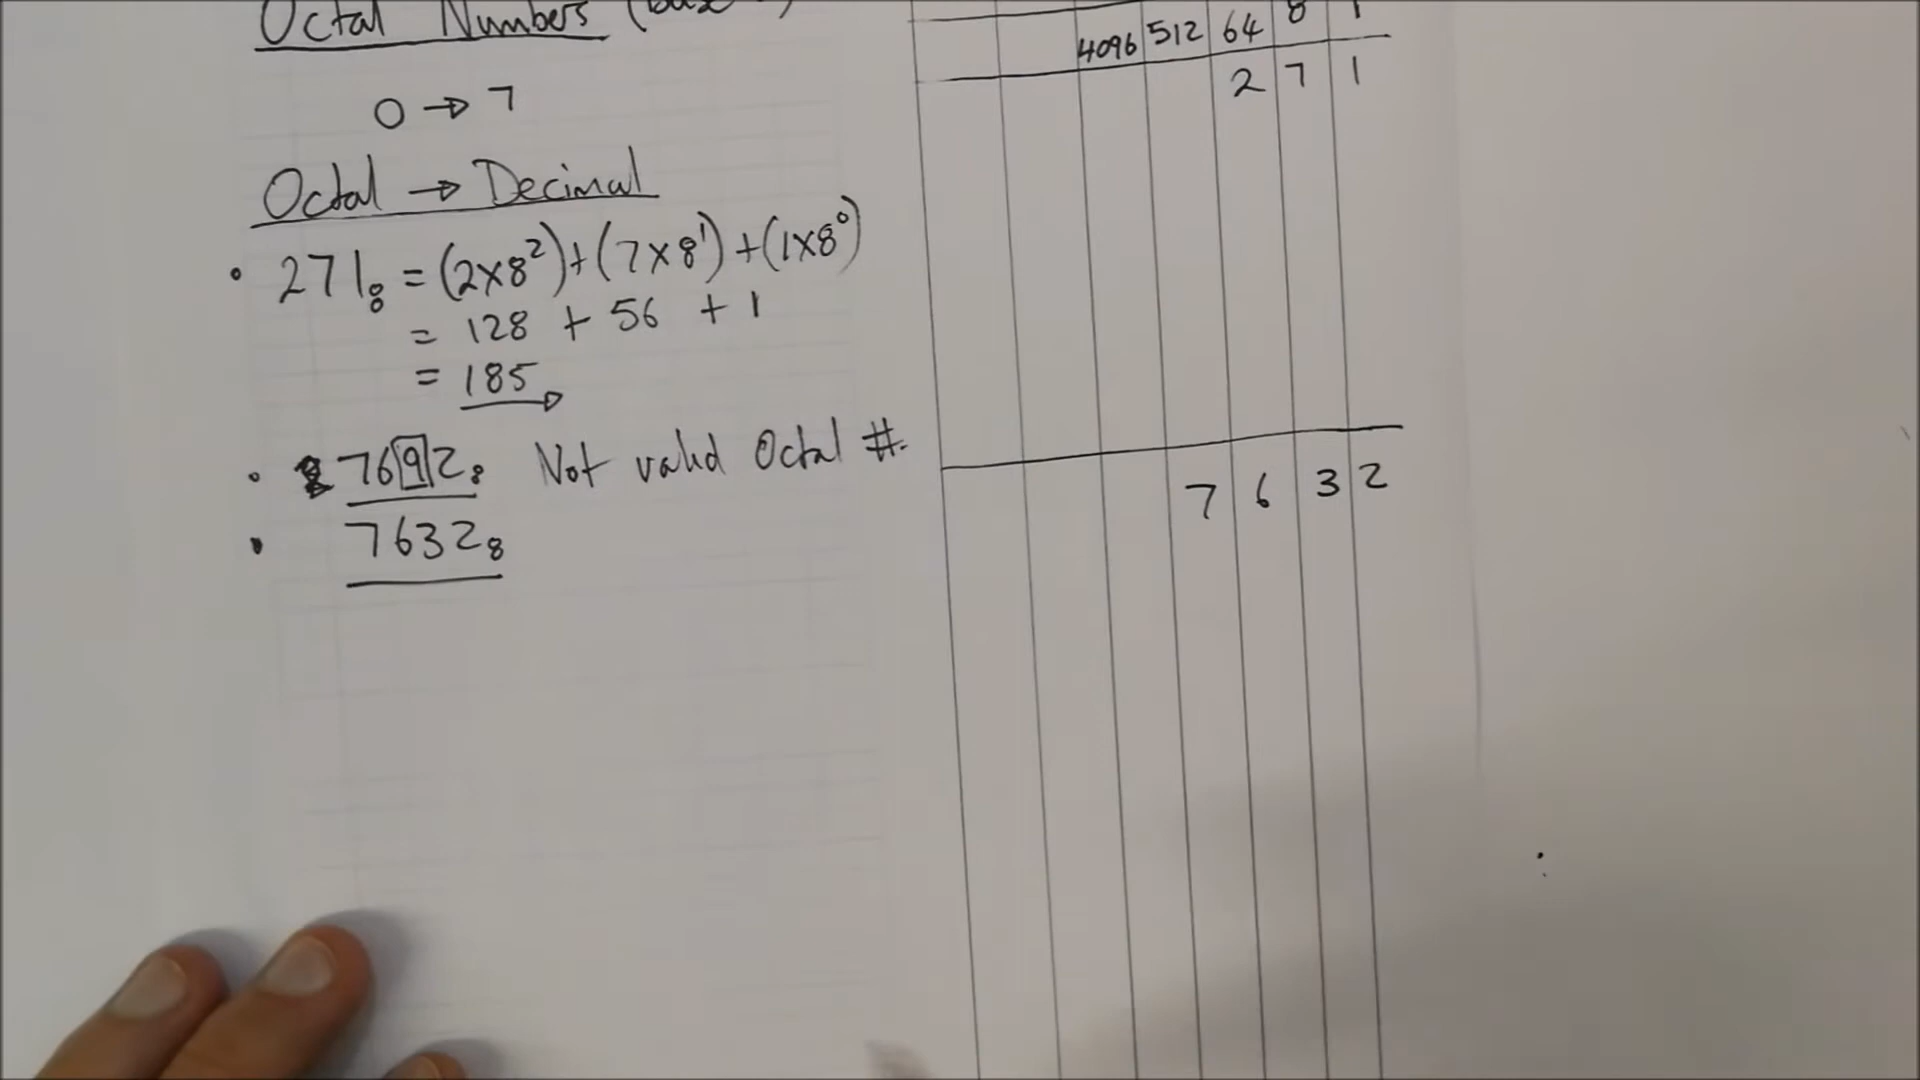 Octal Numbers
0 → 7
Octal → Decimal
• 271₈ = (2×8²)+(7×8¹)+(1×8⁰)
= 128 + 56 + 1
= 185
• 7692₈ Not valid Octal #.
• 7632₈
4096 512 64 8 1
2 7 1
7 6 3 2